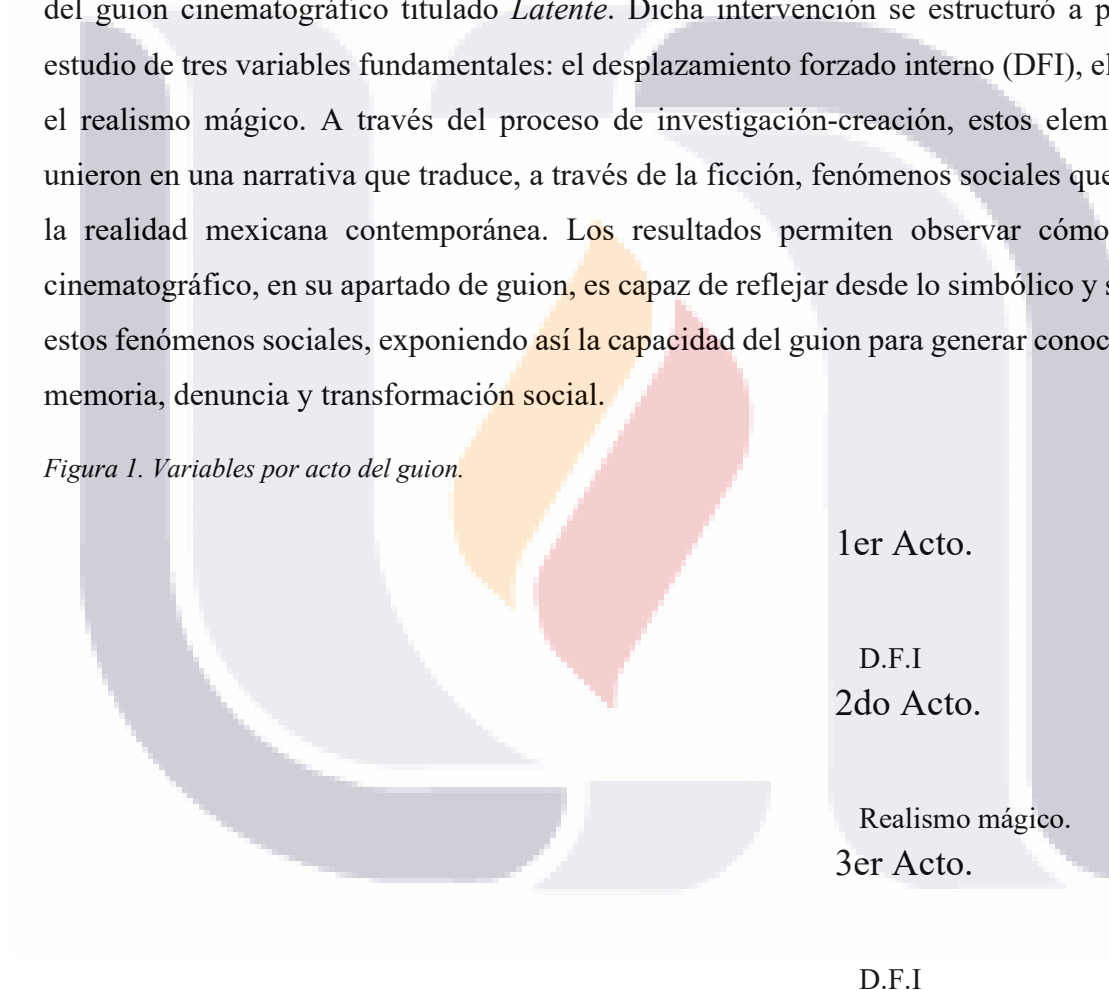 del guion cinematográfico titulado Latente. Dicha intervención se estructuró a p
estudio de tres variables fundamentales: el desplazamiento forzado interno (DFI), el
el realismo mágico. A través del proceso de investigación-creación, estos elem
unieron en una narrativa que traduce, a través de la ficción, fenómenos sociales que
la realidad mexicana contemporánea. Los resultados permiten observar cómo
cinematográfico, en su apartado de guion, es capaz de reflejar desde lo simbólico y s
estos fenómenos sociales, exponiendo así la capacidad del guion para generar conoc
memoria, denuncia y transformación social.
Figura 1. Variables por acto del guion.
1er Acto.
D.F.I
2do Acto.
Realismo mágico.
3er Acto.
D.F.I